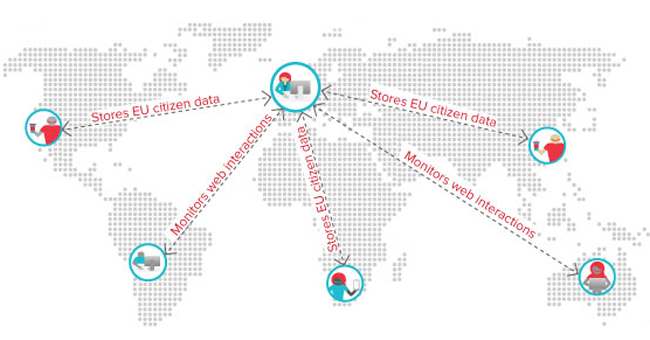 Stores EU citizen data
Stores EU citizen data
Monitors web interactions
Stores EU citizen data
Monitors web interactions